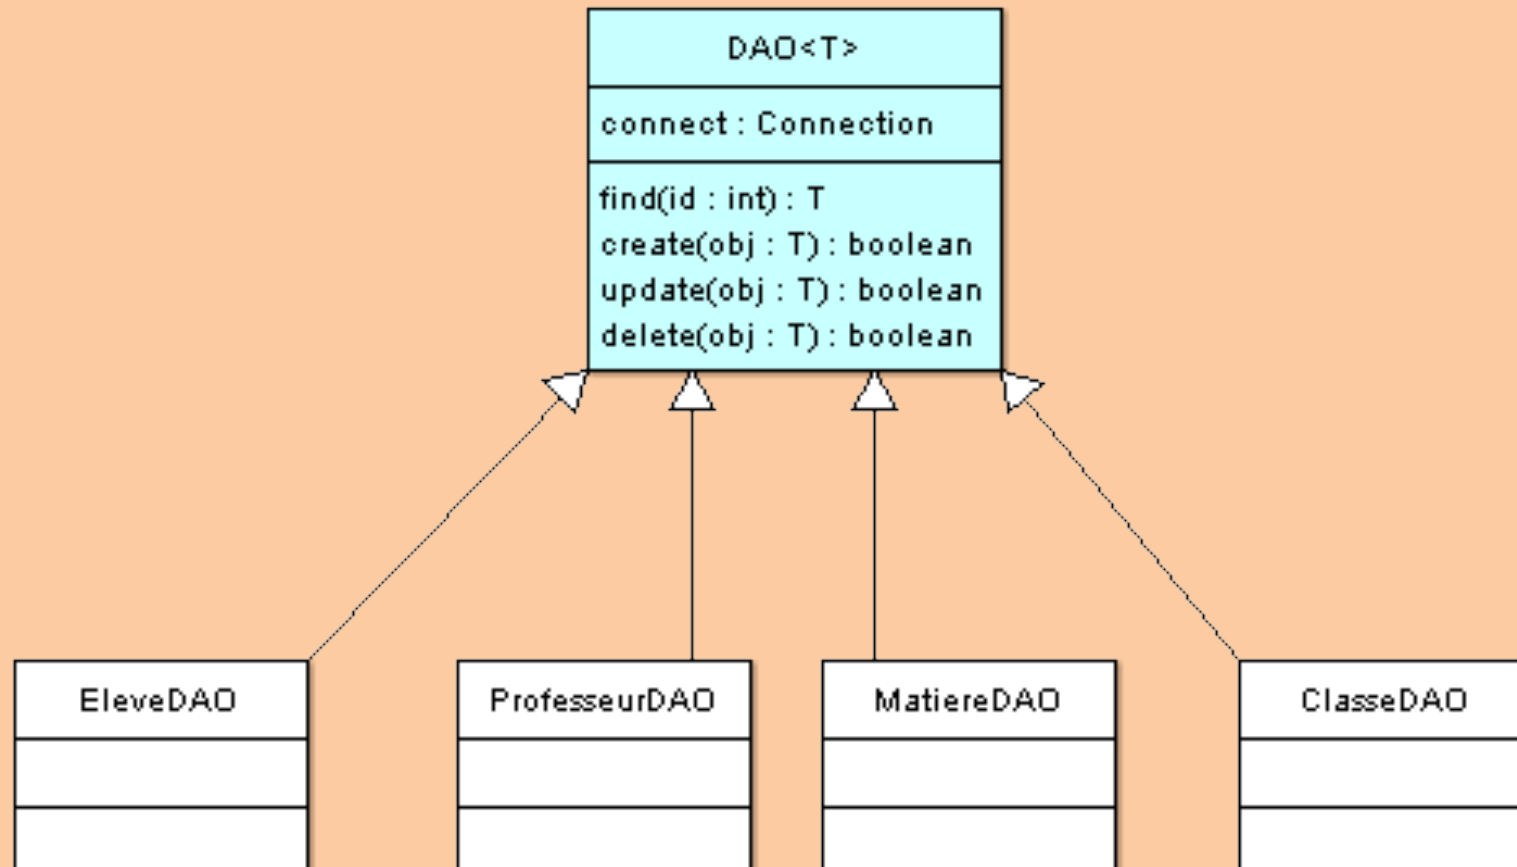 DAO<T>
connect : Connection
find(id : int) : T
create(obj : T) : boolean
update(obj : T) : boolean
delete(obj : T) : boolean
EleveDAO
ProfesseurDAO
MatiereDAO
ClasseDAO